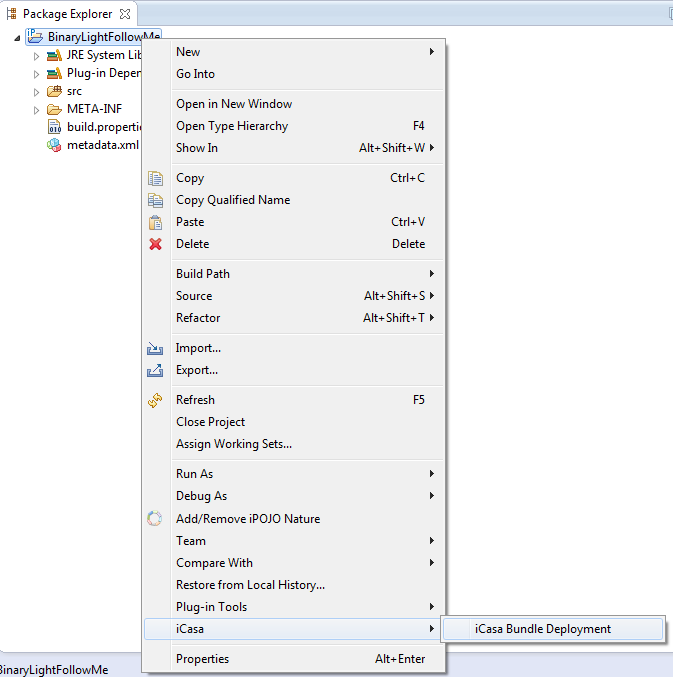 Package Explorer
BinaryLightFollowMe
JRE System Lib
Plug-in Depen
src
META-INF
build.propertie
metadata.xml
New
Go Into
Open in New Window
Open Type Hierarchy F4
Show In Alt+Shift+W
Copy Ctrl+C
Copy Qualified Name
Paste Ctrl+V
Delete Delete
Build Path
Source Alt+Shift+S
Refactor Alt+Shift+T
Import...
Export...
Refresh F5
Close Project
Assign Working Sets...
Run As
Debug As
Add/Remove iPOJO Nature
Team
Compare With
Restore from Local History...
Plug-in Tools
iCasa
iCasa Bundle Deployment
Properties Alt+Enter
BinaryLightFollowMe